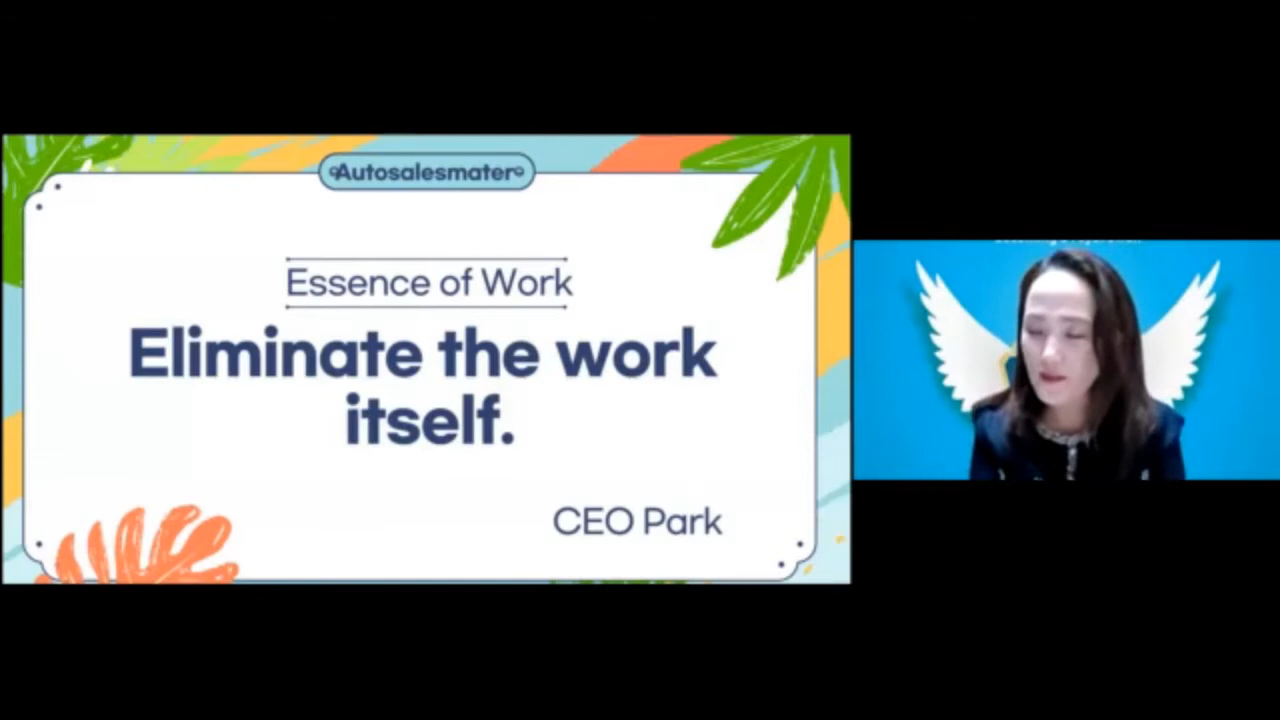 Autosalesmater
Essence of Work
Eliminate the work
itself.
CEO Park